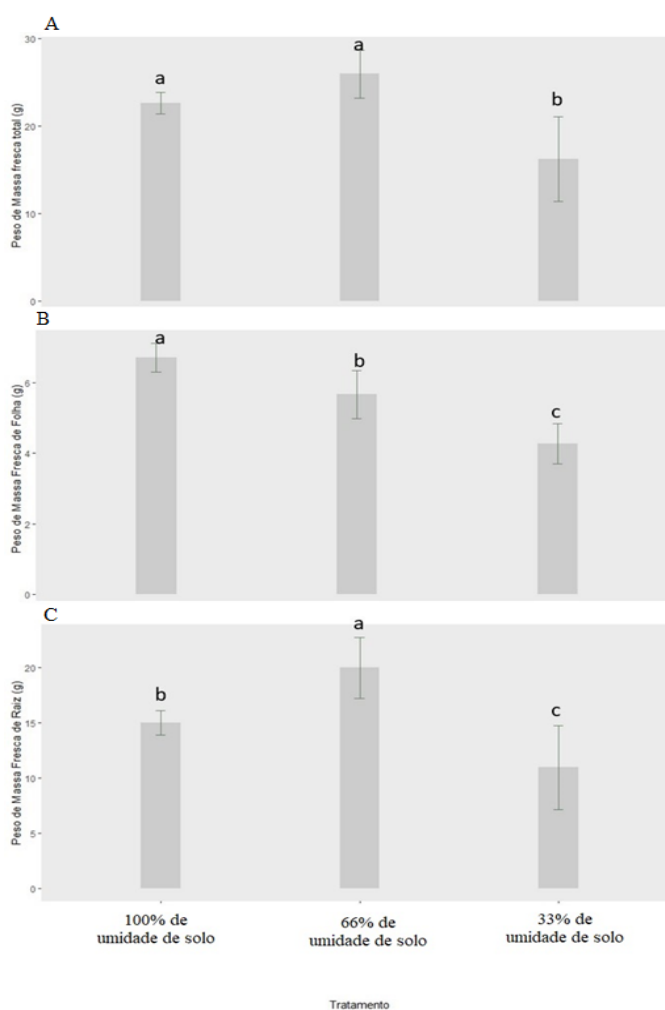 A
Peso de Massa fresca total (g)
30
20
10
0
a
a
b
B
Peso de Massa Fresca de Folha (g)
6
4
2
0
a
b
c
C
Peso de Massa Fresca de Raiz (g)
20
15
10
5
0
b
a
c
100% de
umidade de solo
66% de
umidade de solo
33% de
umidade de solo
Tratamento